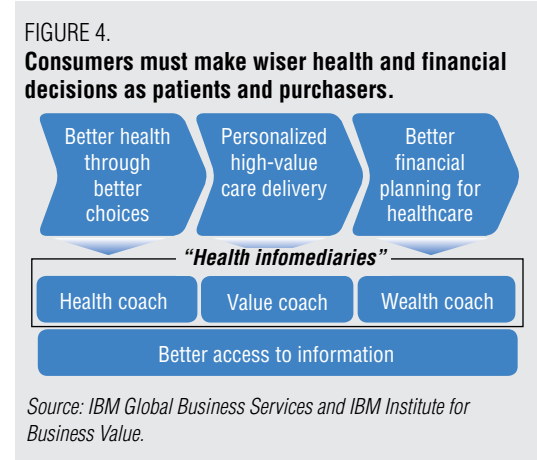 FIGURE 4.
Consumers must make wiser health and financial
decisions as patients and purchasers.
Better health
through
better
choices
Personalized
high-value
care delivery
Better
financial
planning for
healthcare
“Health infomediaries”
Health coach
Value coach
Wealth coach
Better access to information
Source: IBM Global Business Services and IBM Institute for
Business Value.